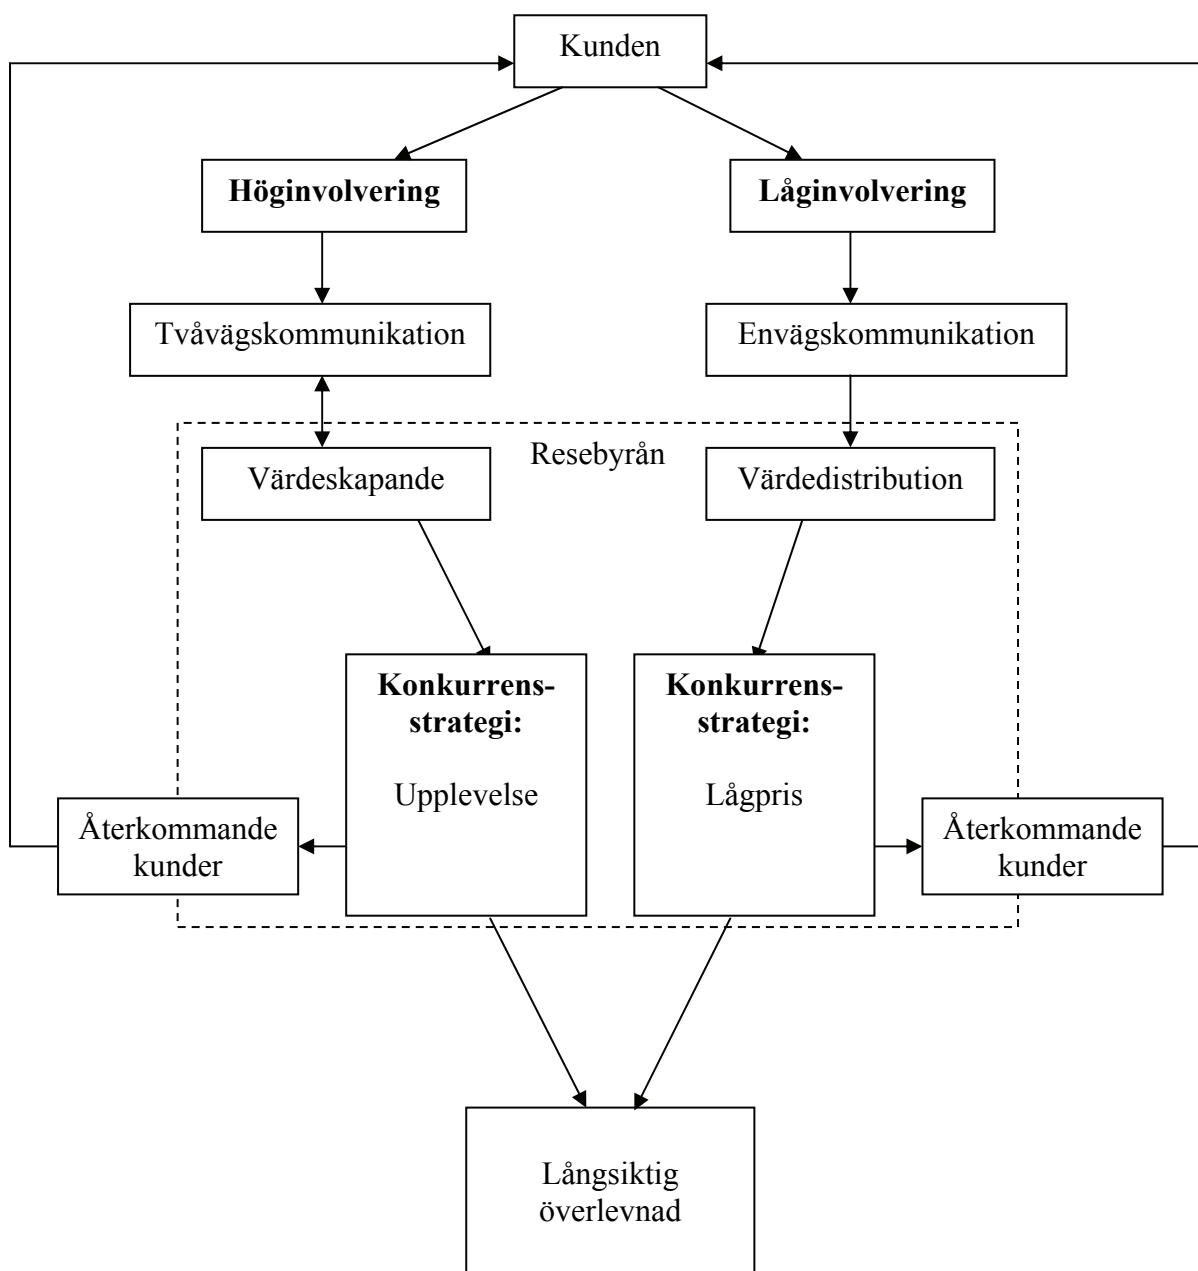 Kunden
Höginvolvering
Låginvolvering
Tvåvägskommunikation
Envägskommunikation
Resebyrån
Värdeskapande
Värdedistribution
Konkurrens-
strategi:
Upplevelse
Konkurrens-
strategi:
Lågpris
Återkommande
kunder
Återkommande
kunder
Långsiktig
överlevnad